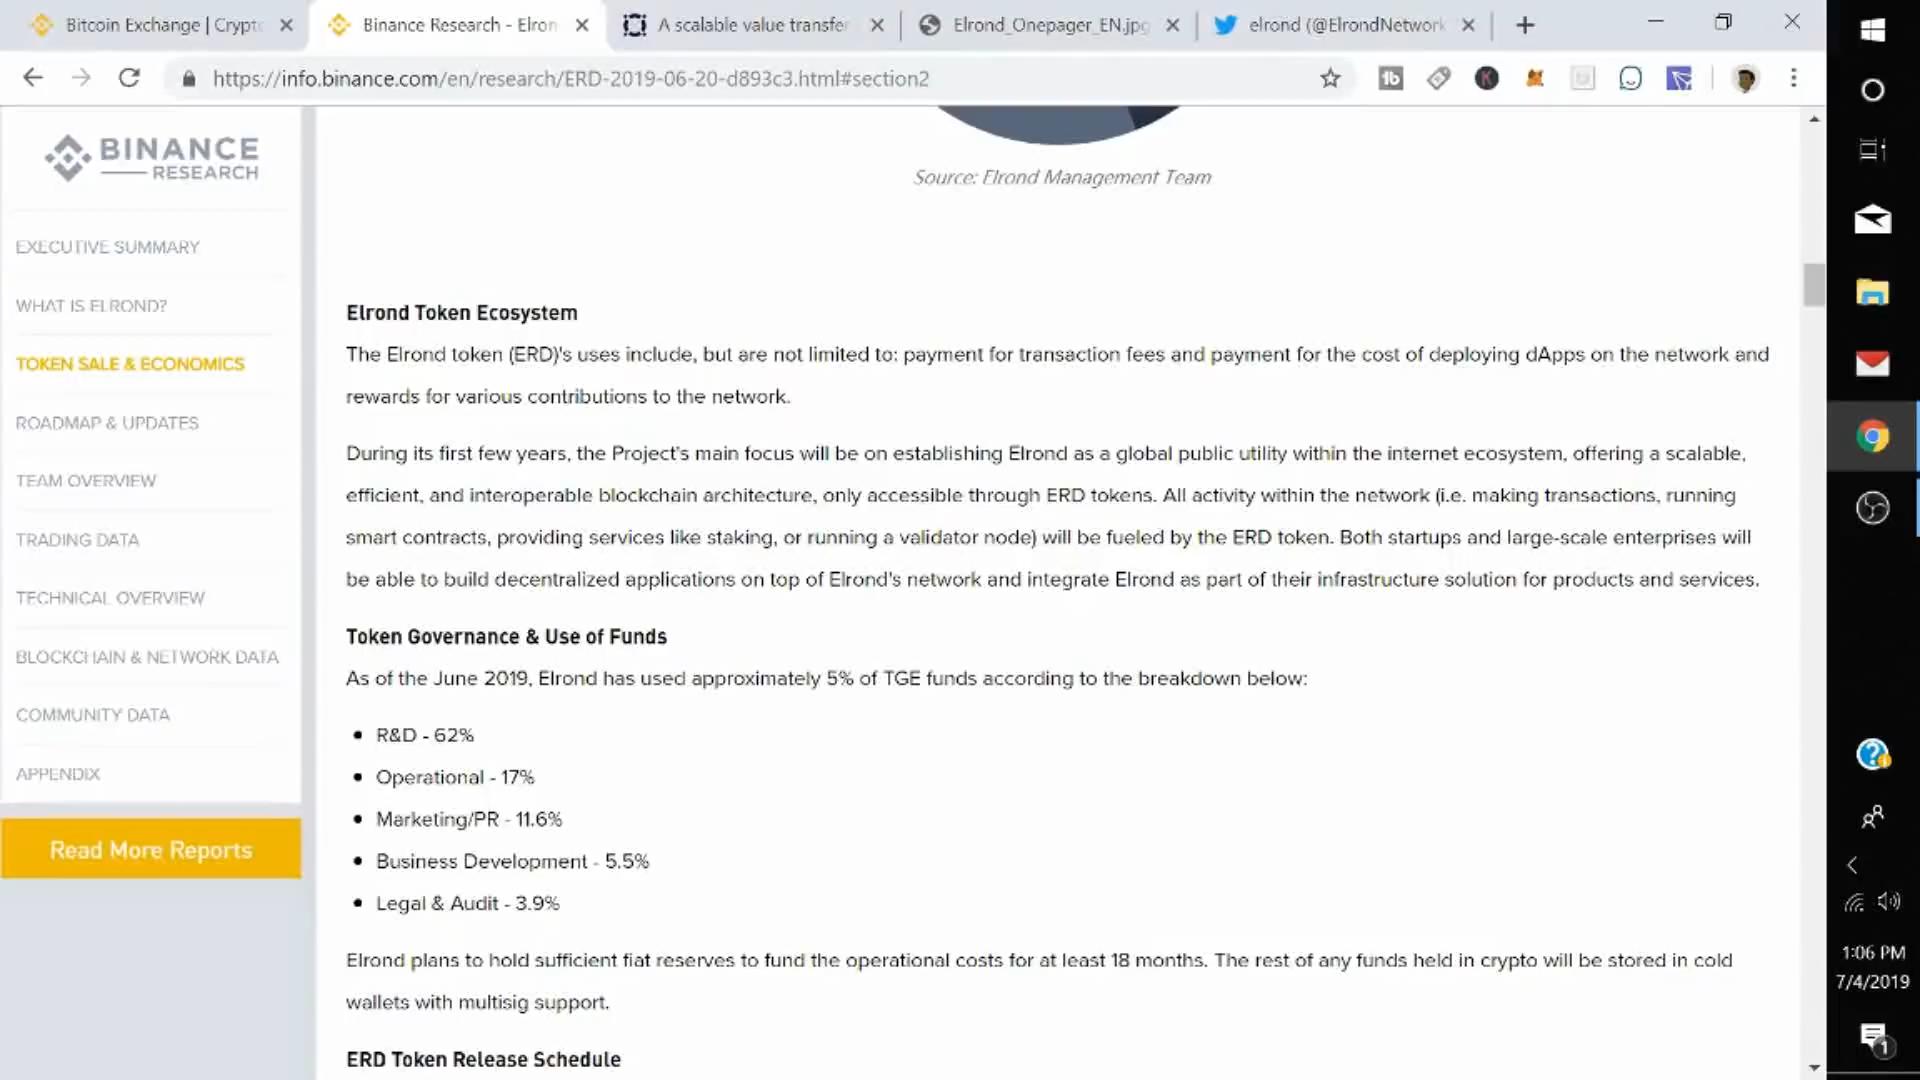 Bitcoin Exchange | Crypto
Binance Research - Elron
A scalable value transfer
Elrond_Onepager_EN.jpg
elrond (@ElrondNetwork
https://info.binance.com/en/research/ERD-2019-06-20-d893c3.html#section2
BINANCE
RESEARCH
EXECUTIVE SUMMARY
WHAT IS ELROND?
TOKEN SALE & ECONOMICS
ROADMAP & UPDATES
TEAM OVERVIEW
TRADING DATA
TECHNICAL OVERVIEW
BLOCKCHAIN & NETWORK DATA
COMMUNITY DATA
APPENDIX
Read More Reports
Source: Elrond Management Team
Elrond Token Ecosystem
The Elrond token (ERD)'s uses include, but are not limited to: payment for transaction fees and payment for the cost of deploying dApps on the network and
rewards for various contributions to the network.
During its first few years, the Project's main focus will be on establishing Elrond as a global public utility within the internet ecosystem, offering a scalable,
efficient, and interoperable blockchain architecture, only accessible through ERD tokens. All activity within the network (i.e. making transactions, running
smart contracts, providing services like staking, or running a validator node) will be fueled by the ERD token. Both startups and large-scale enterprises will
be able to build decentralized applications on top of Elrond's network and integrate Elrond as part of their infrastructure solution for products and services.
Token Governance & Use of Funds
As of the June 2019, Elrond has used approximately 5% of TGE funds according to the breakdown below:
• R&D - 62%
• Operational - 17%
• Marketing/PR - 11.6%
• Business Development - 5.5%
• Legal & Audit - 3.9%
Elrond plans to hold sufficient fiat reserves to fund the operational costs for at least 18 months. The rest of any funds held in crypto will be stored in cold
wallets with multisig support.
ERD Token Release Schedule
1:06 PM
7/4/2019
1